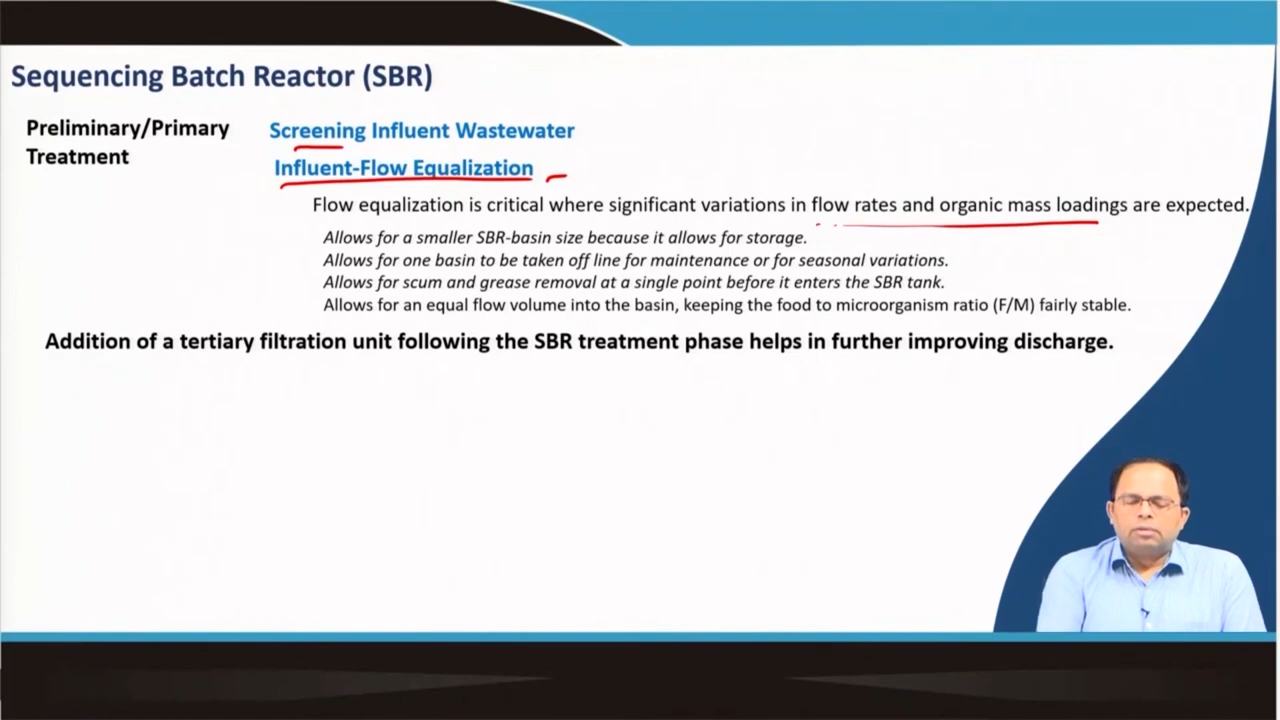 Sequencing Batch Reactor (SBR)
Preliminary/Primary
Treatment
Screening Influent Wastewater
Influent-Flow Equalization
Flow equalization is critical where significant variations in flow rates and organic mass loadings are expected.
Allows for a smaller SBR-basin size because it allows for storage.
Allows for one basin to be taken off line for maintenance or for seasonal variations.
Allows for scum and grease removal at a single point before it enters the SBR tank.
Allows for an equal flow volume into the basin, keeping the food to microorganism ratio (F/M) fairly stable.
Addition of a tertiary filtration unit following the SBR treatment phase helps in further improving discharge.